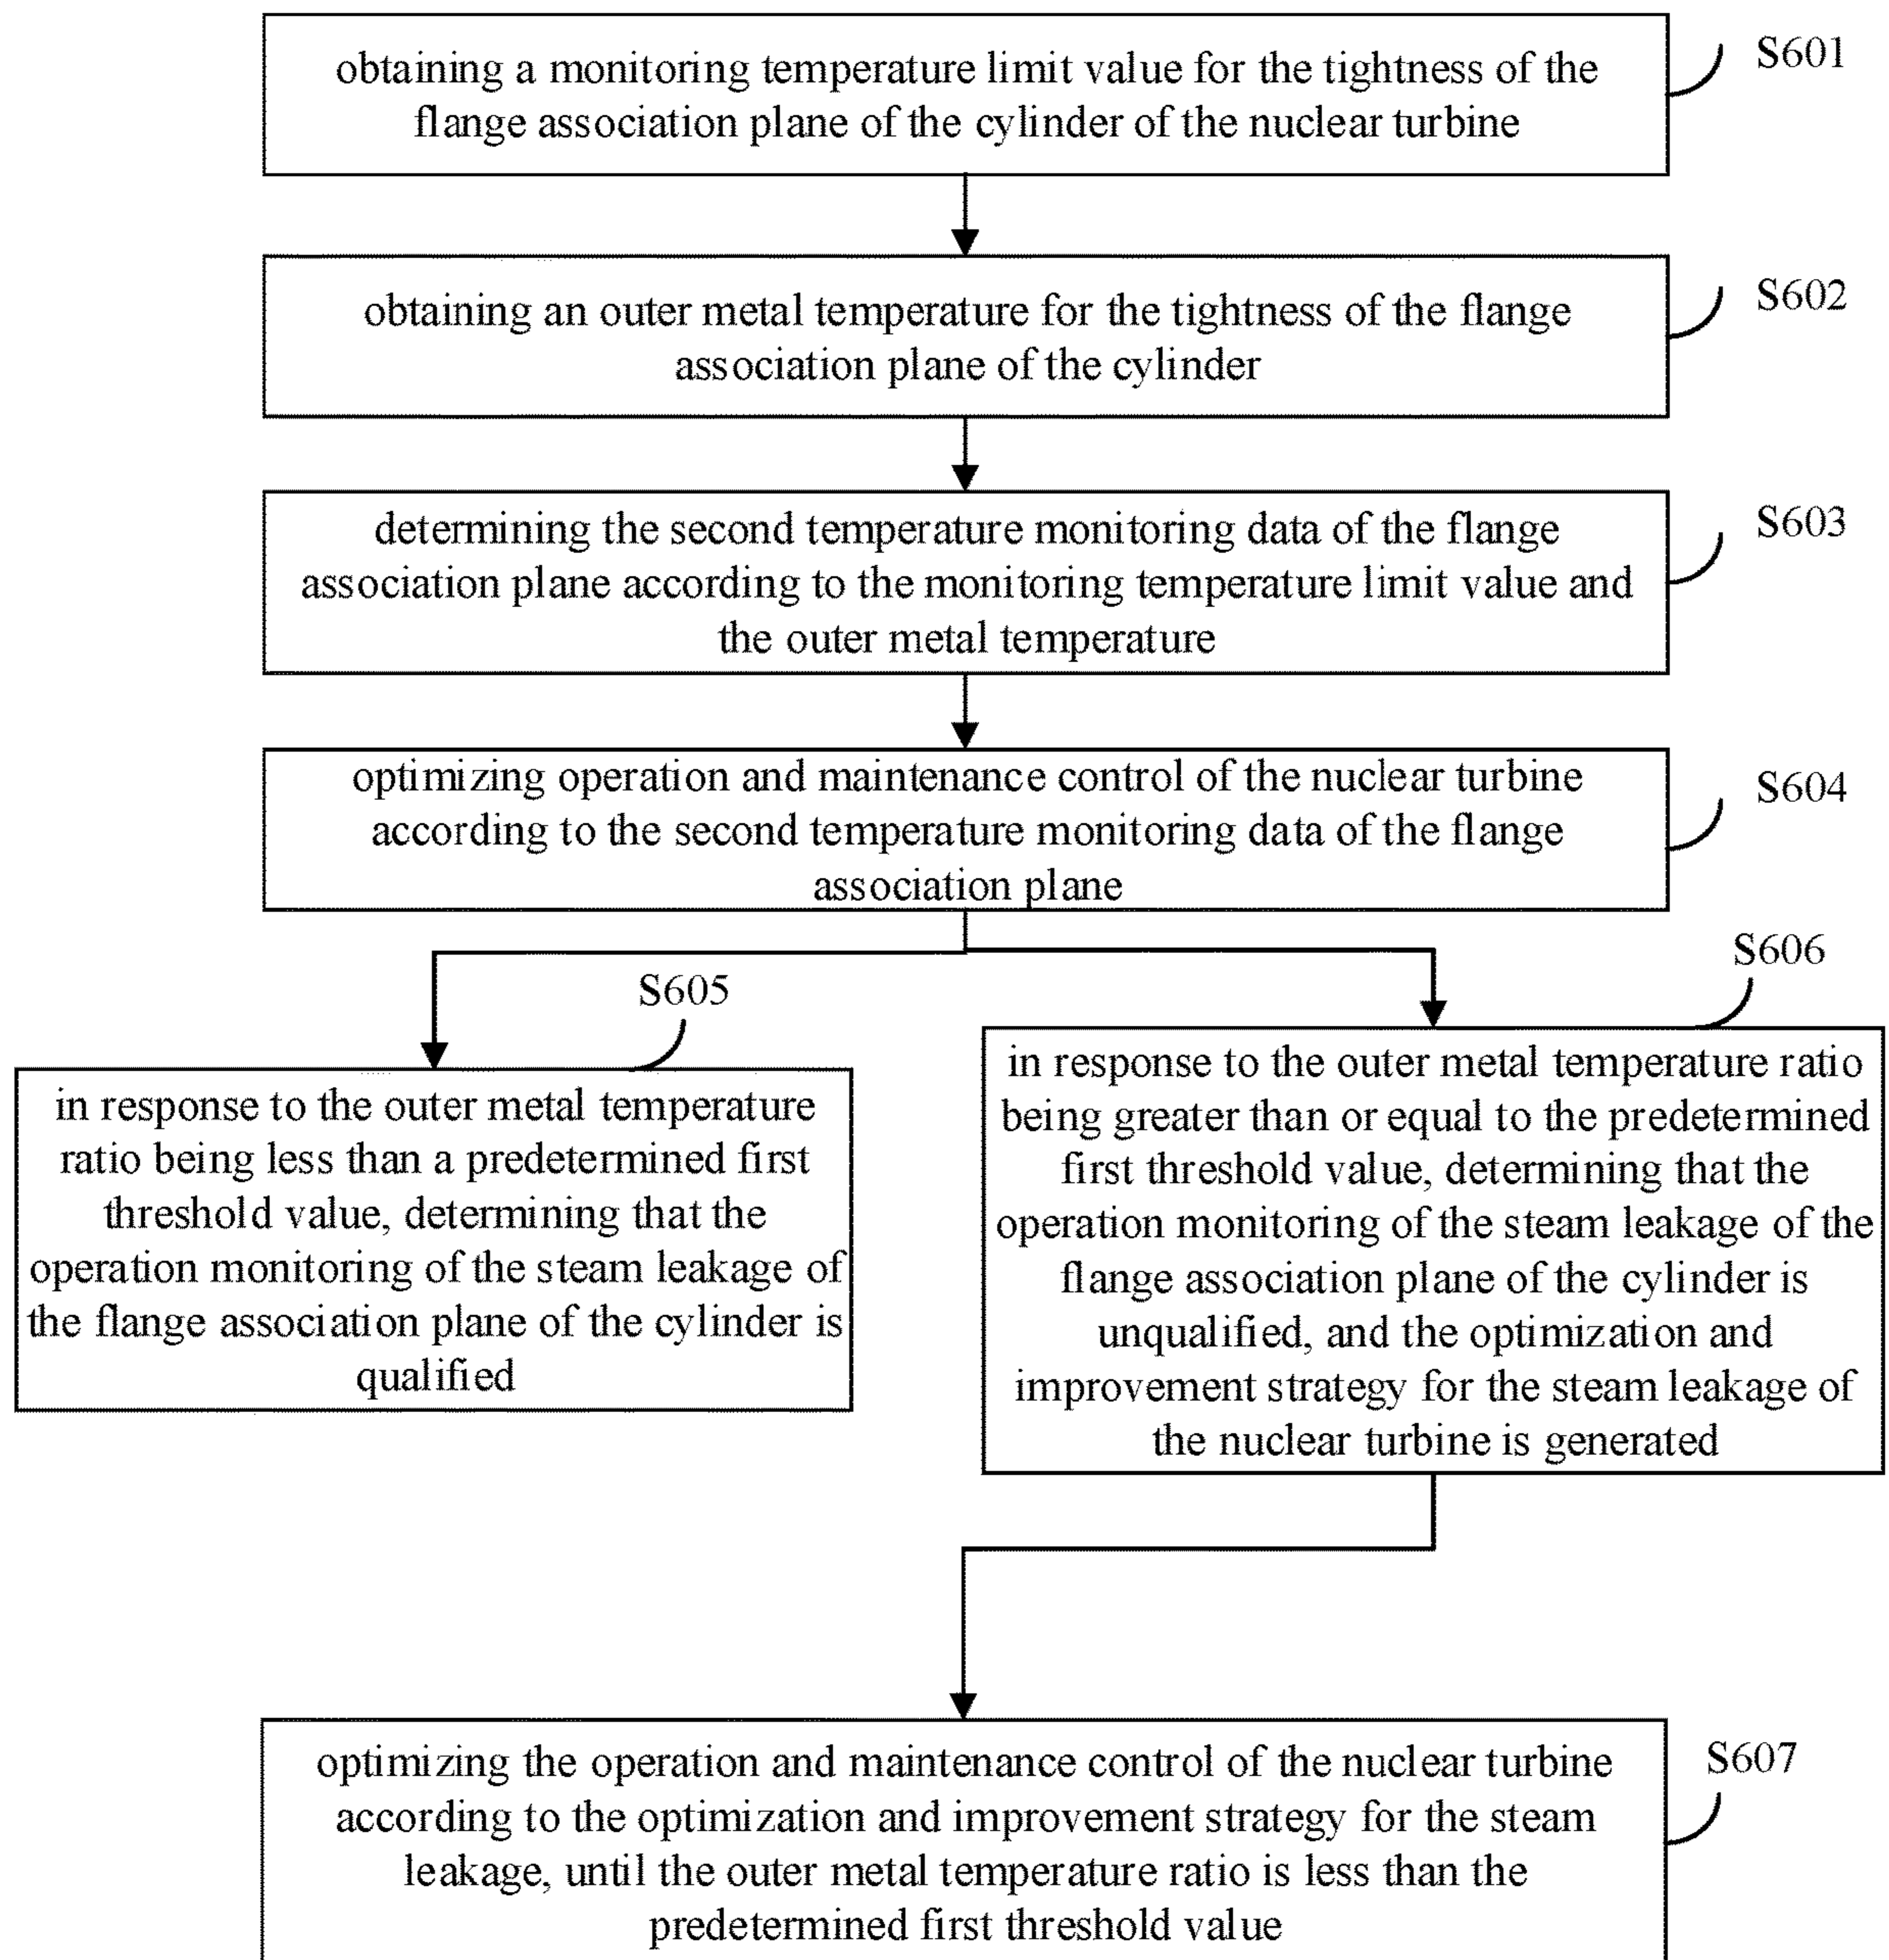 obtaining a monitoring temperature limit value for the tightness of the
flange association plane of the cylinder of the nuclear turbine
S601
obtaining an outer metal temperature for the tightness of the flange
association plane of the cylinder
S602
determining the second temperature monitoring data of the flange
association plane according to the monitoring temperature limit value and
the outer metal temperature
S603
optimizing operation and maintenance control of the nuclear turbine
according to the second temperature monitoring data of the flange
association plane
S604
S605
in response to the outer metal temperature
ratio being less than a predetermined first
threshold value, determining that the
operation monitoring of the steam leakage of
the flange association plane of the cylinder is
qualified
S606
in response to the outer metal temperature ratio
being greater than or equal to the predetermined
first threshold value, determining that the
operation monitoring of the steam leakage of the
flange association plane of the cylinder is
unqualified, and the optimization and
improvement strategy for the steam leakage of
the nuclear turbine is generated
optimizing the operation and maintenance control of the nuclear turbine
according to the optimization and improvement strategy for the steam
leakage, until the outer metal temperature ratio is less than the
predetermined first threshold value
S607